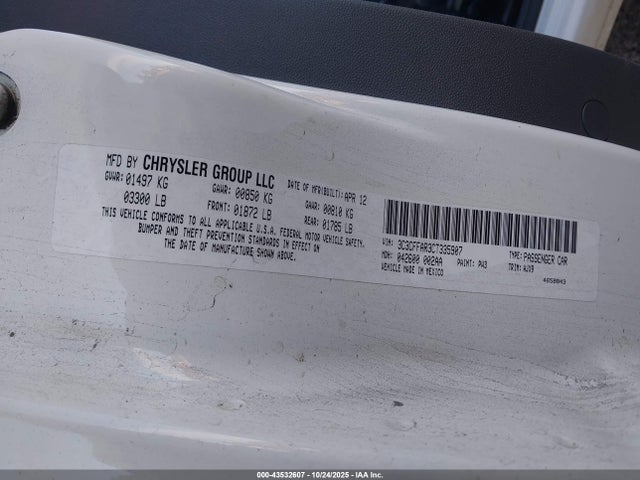 MFD BY CHRYSLER GROUP LLC
DATE OF MFR(BUILT): APR 12
GVWR: 01497 KG GAWR: 00850 KG GAWR: 00810 KG
03300 LB FRONT: 01872 LB REAR: 01785 LB
THIS VEHICLE CONFORMS TO ALL APPLICABLE U.S.A. FEDERAL MOTOR VEHICLE SAFETY,
BUMPER AND THEFT PREVENTION STANDARDS IN EFFECT ON
THE DATE OF MANUFACTURE SHOWN ABOVE.
VIN: 3C3CFFAR3CT335907 TYPE: PASSENGER CAR
MDH: 042600 002AA PAINT: PW3 TRIM: AJX9
VEHICLE MADE IN MEXICO
000-43532607 - 10/24/2025 - IAA Inc.